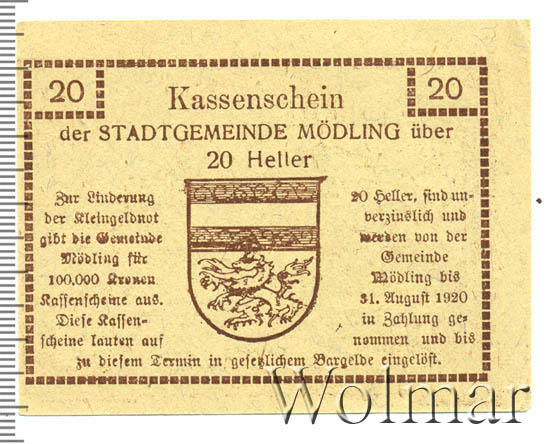 20
20
Kassenschein
der STADTGEMEINDE MÖDLING über
20 Heller
Zur Linderung
der Kleingeldnot
gibt die Gemeinde
Mödling für
100.000 Kronen
Kassenscheine aus.
Diese Kassen-
scheine lauten auf
20 Heller, sind un-
verzinslich und
werden von der
Gemeinde
Mödling bis
31. August 1920
in Zahlung ge-
nommen und bis
zu diesem Termin in gesetzlichem Bargelde eingelöst.
Wolmar